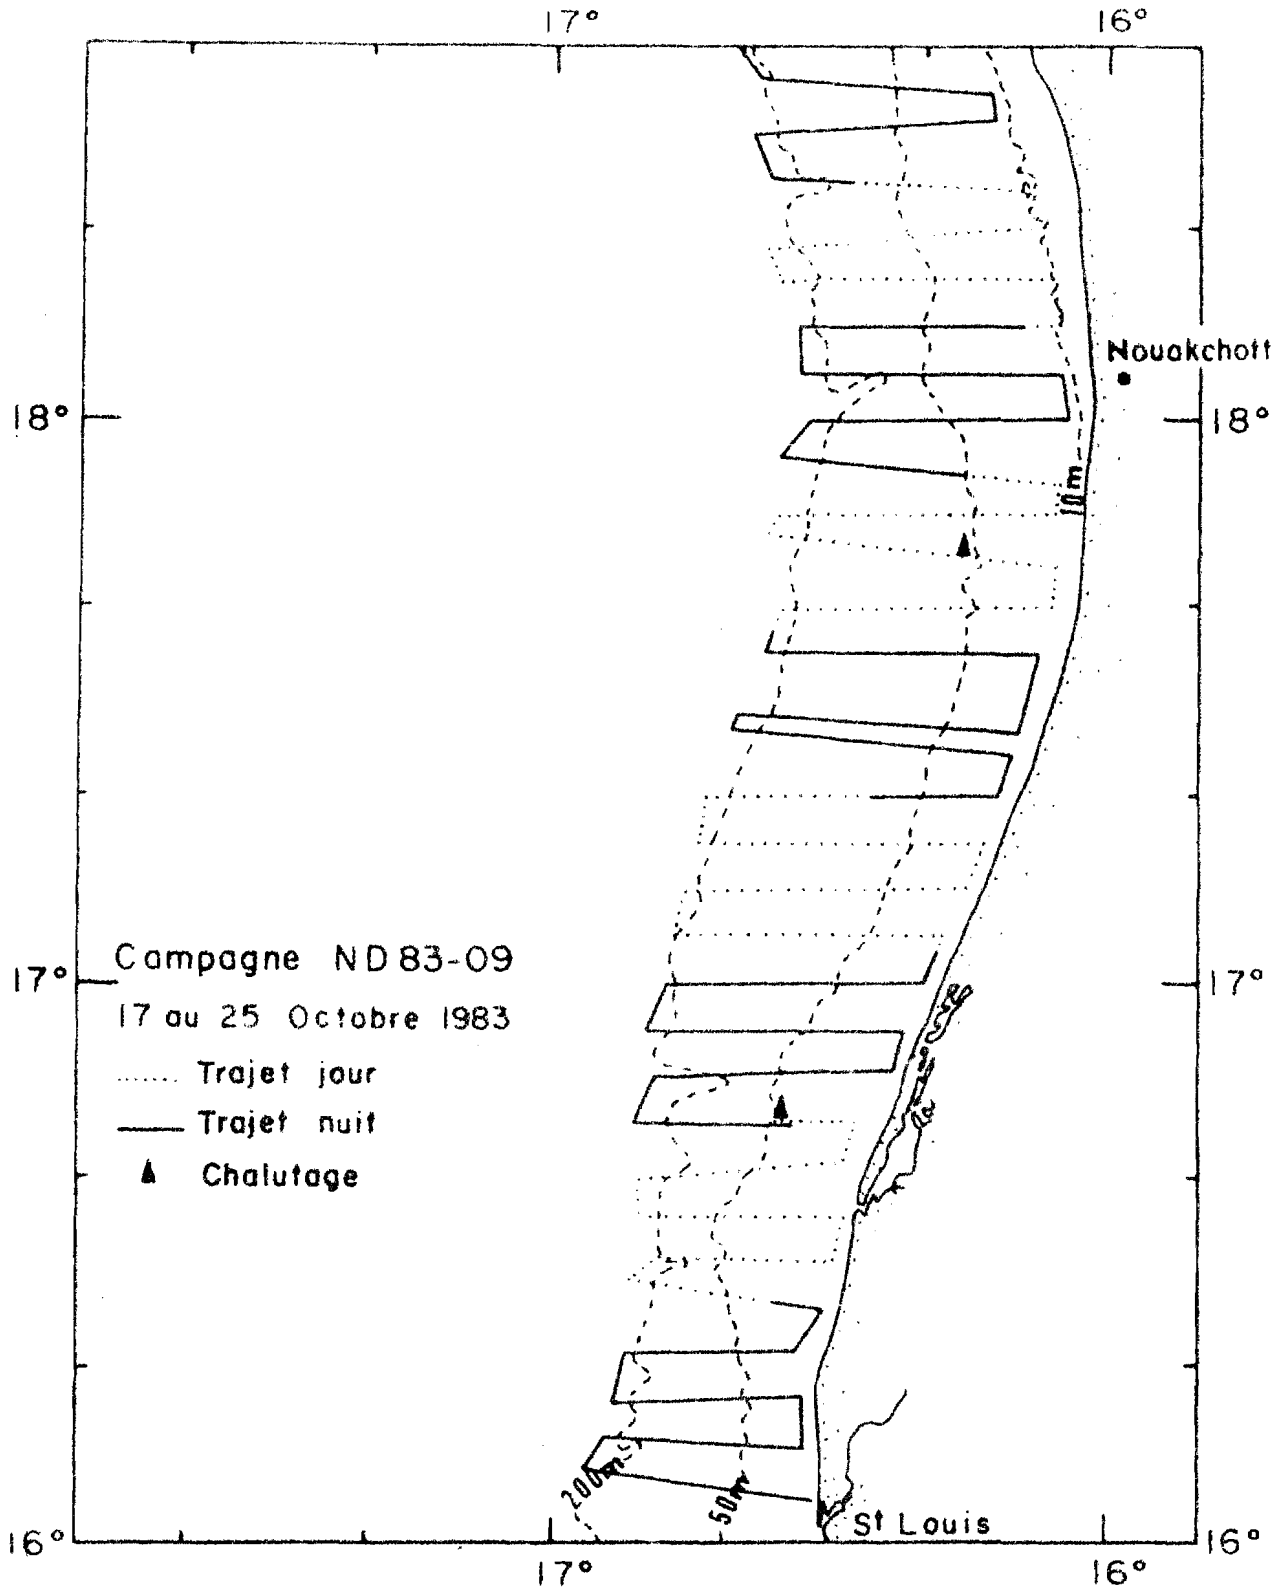 17° 16°
Nouakchott
18° 18°
10m
Campagne ND 83-09
17° 17°
17 au 25 Octobre 1983
Trajet jour
Trajet nuit
Chalutage
200m 50m
St Louis
16° 16°
17° 16°